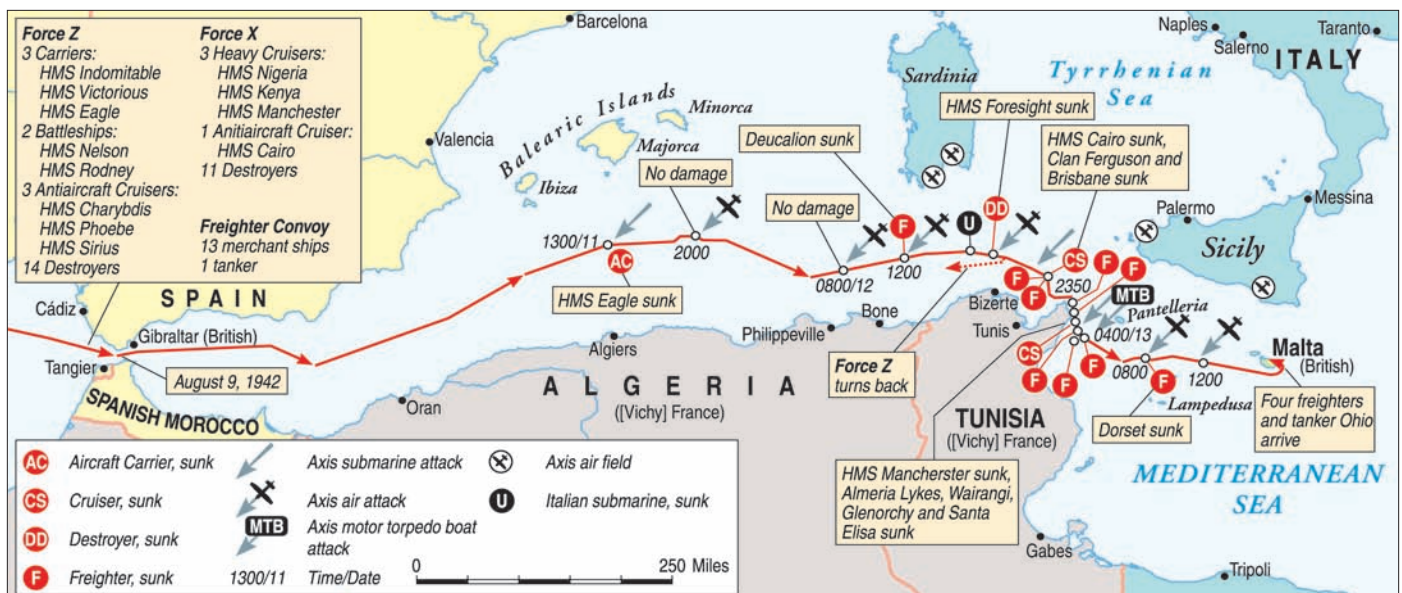 Force Z
3 Carriers:
HMS Indomitable
HMS Victorious
HMS Eagle
2 Battleships:
HMS Nelson
HMS Rodney
3 Antiaircraft Cruisers:
HMS Charybdis
HMS Phoebe
HMS Sirius
14 Destroyers
Force X
3 Heavy Cruisers:
HMS Nigeria
HMS Kenya
HMS Manchester
1 Anitiaircraft Cruiser:
HMS Cairo
11 Destroyers
Freighter Convoy
13 merchant ships
1 tanker
Barcelona
Valencia
Balearic Islands
Minorca
Majorca
Ibiza
Sardinia
Tyrrhenian
Sea
Naples
Salerno
Taranto
ITALY
Messina
Palermo
Sicily
HMS Foresight sunk
HMS Cairo sunk,
Clan Ferguson and
Brisbane sunk
Deucalion sunk
No damage
No damage
1300/11
AC
HMS Eagle sunk
2000
0800/12
F
1200
U
DD
CS
F
F
F
F
2350
MTB
Pantelleria
0400/13
CS
F
F
F
F
0800
F
1200
Malta
(British)
Lampedusa
Dorset sunk
Four freighters
and tanker Ohio
arrive
Cádiz
SPAIN
Gibraltar (British)
Tangier
August 9, 1942
SPANISH MOROCCO
Oran
Algiers
Philippeville
Bone
Bizerte
Tunis
Force Z
turns back
ALGERIA
([Vichy] France)
TUNISIA
([Vichy] France)
HMS Mancherster sunk,
Almeria Lykes, Wairangi,
Glenorchy and Santa
Elisa sunk
MEDITERRANEAN
SEA
Gabes
Tripoli
AC Aircraft Carrier, sunk
CS Cruiser, sunk
DD Destroyer, sunk
F Freighter, sunk
Axis submarine attack
Axis air attack
MTB Axis motor torpedo boat
attack
1300/11 Time/Date
Axis air field
U Italian submarine, sunk
0 250 Miles